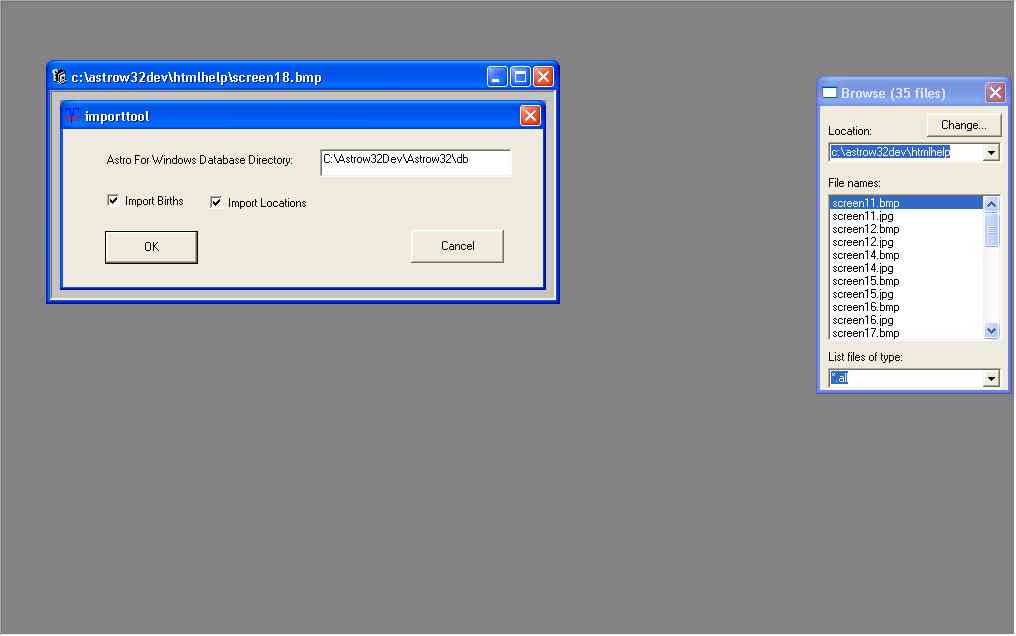 c:\astrow32dev\htmlhelp\screen18.bmp
importtool
Astro For Windows Database Directory:
C:\Astrow32Dev\Astrow32\db
Import Births
Import Locations
OK
Cancel
Browse (35 files)
Location:
Change...
c:\astrow32dev\htmlhelp
File names:
screen11.bmp
screen11.jpg
screen12.bmp
screen12.jpg
screen14.bmp
screen14.jpg
screen15.bmp
screen15.jpg
screen16.bmp
screen16.jpg
screen17.bmp
List files of type:
*.al